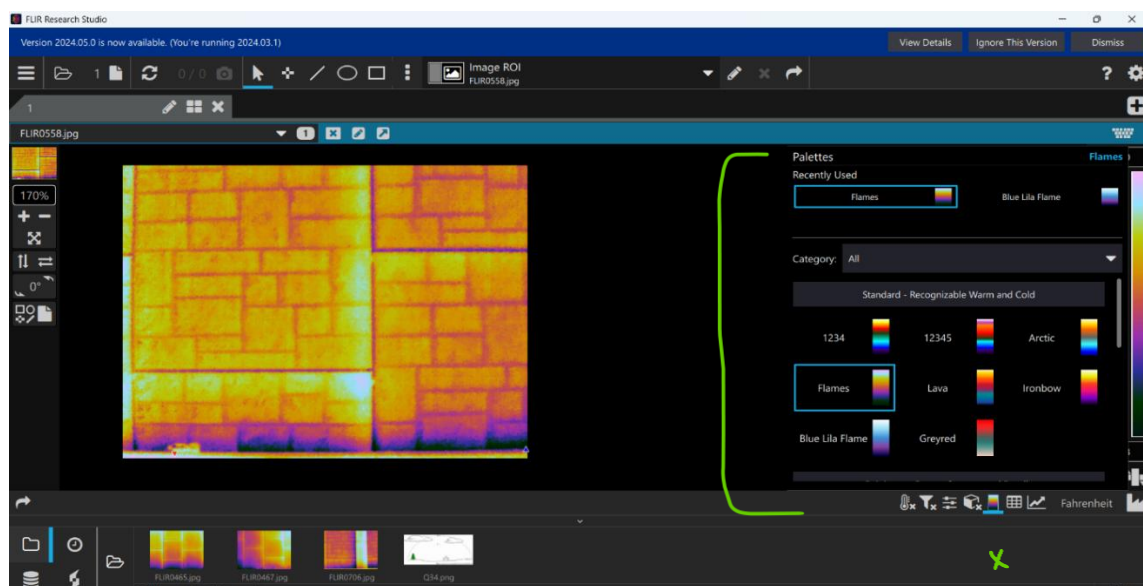 FLIR Research Studio
Version 2024.05.0 is now available. (You're running 2024.03.1)
View Details
Ignore This Version
Dismiss
1
0 / 0
Image ROI
FLIR0558.jpg
?
1
FLIR0558.jpg
1
Palettes
Flames
Recently Used
170%
Flames
Blue Lila Flame
Category: All
0°
Standard - Recognizable Warm and Cold
1234
12345
Arctic
Flames
Lava
Ironbow
Blue Lila Flame
Greyred
Fahrenheit
x
FLIR0465.jpg
FLIR0467.jpg
FLIR0706.jpg
Q54.png